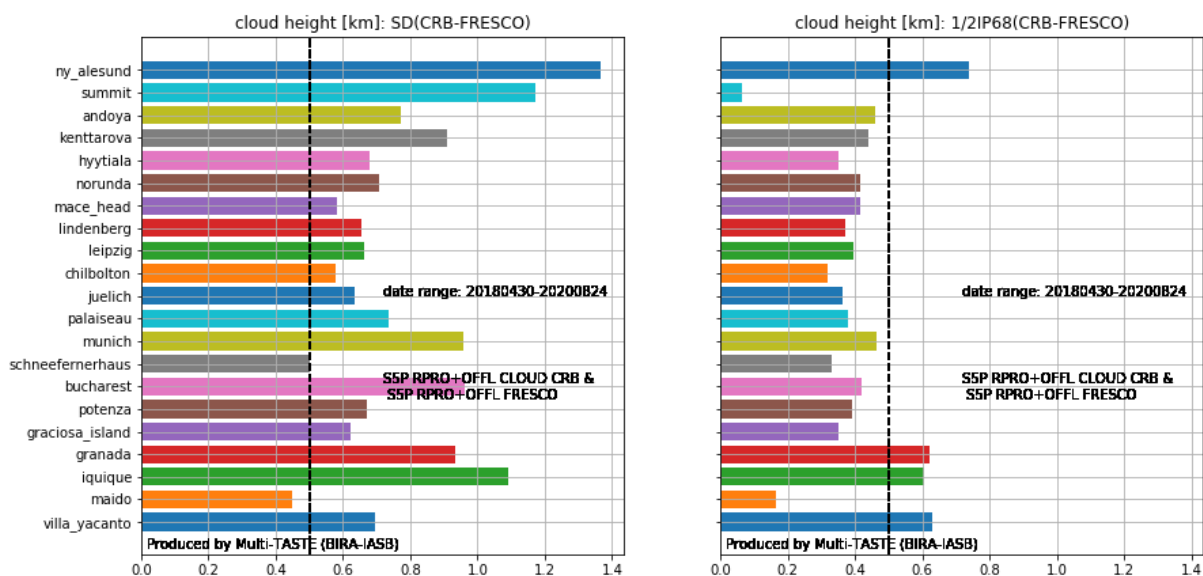 cloud height [km]: SD(CRB-FRESCO)
ny_alesund
summit
andoya
kenttarova
hyytiala
norunda
mace_head
lindenberg
leipzig
chilbolton
juelich
palaiseau
munich
schneefernerhaus
bucharest
potenza
graciosa_island
granada
iquique
maido
villa_yacanto
date range: 20180430-20200824
S5P RPRO+OFFL CLOUD CRB &
S5P RPRO+OFFL FRESCO
Produced by Multi-TASTE (BIRA-IASB)
0.0 0.2 0.4 0.6 0.8 1.0 1.2 1.4
cloud height [km]: 1/2IP68(CRB-FRESCO)
date range: 20180430-20200824
S5P RPRO+OFFL CLOUD CRB &
S5P RPRO+OFFL FRESCO
Produced by Multi-TASTE (BIRA-IASB)
0.0 0.2 0.4 0.6 0.8 1.0 1.2 1.4